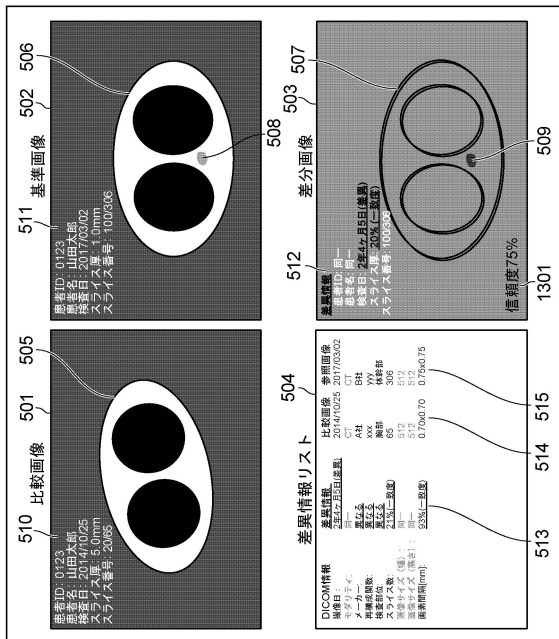 510
501
比較画像
505
患者ID: 0123
患者名: 山田太郎
検査日: 2014/10/25
スライス厚: 5.0mm
スライス番号: 20/65
511
502
基準画像
506
患者ID: 0123
患者名: 山田太郎
検査日: 2017/03/02
スライス厚: 1.0mm
スライス番号: 100/306
508
504
差異情報リスト
DICOM情報 差異情報 比較画像 参照画像
撮像日: 2年4ヶ月5日(差異) 2014/10/25 2017/03/02
モダリティ: 同一 CT CT
メーカー: 異なる A社 B社
再構成関数: 異なる xxx yyy
検査部位: 異なる 胸部 体幹部
スライス数: 21%(一致度) 65 306
画像サイズ(幅): 同一 512 512
画像サイズ(高さ): 同一 512 512
画素間隔[mm]: 93%(一致度) 0.70x0.70 0.75x0.75
513
514
515
512
503
差分画像
507
差異情報
患者ID: 同一
患者名: 同一
検査日: 2年4ヶ月5日(差異)
スライス厚: 20%(一致度)
スライス番号: 100/306
信頼度75%
1301
509